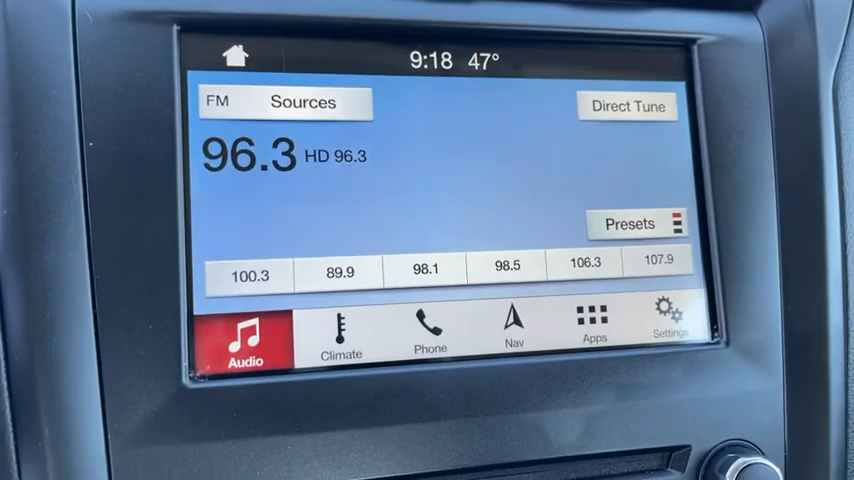 9:18 47°
FM Sources
Direct Tune
96.3 HD 96.3
Presets
100.3 89.9 98.1 98.5 106.3 107.9
Audio Climate Phone Nav Apps Settings